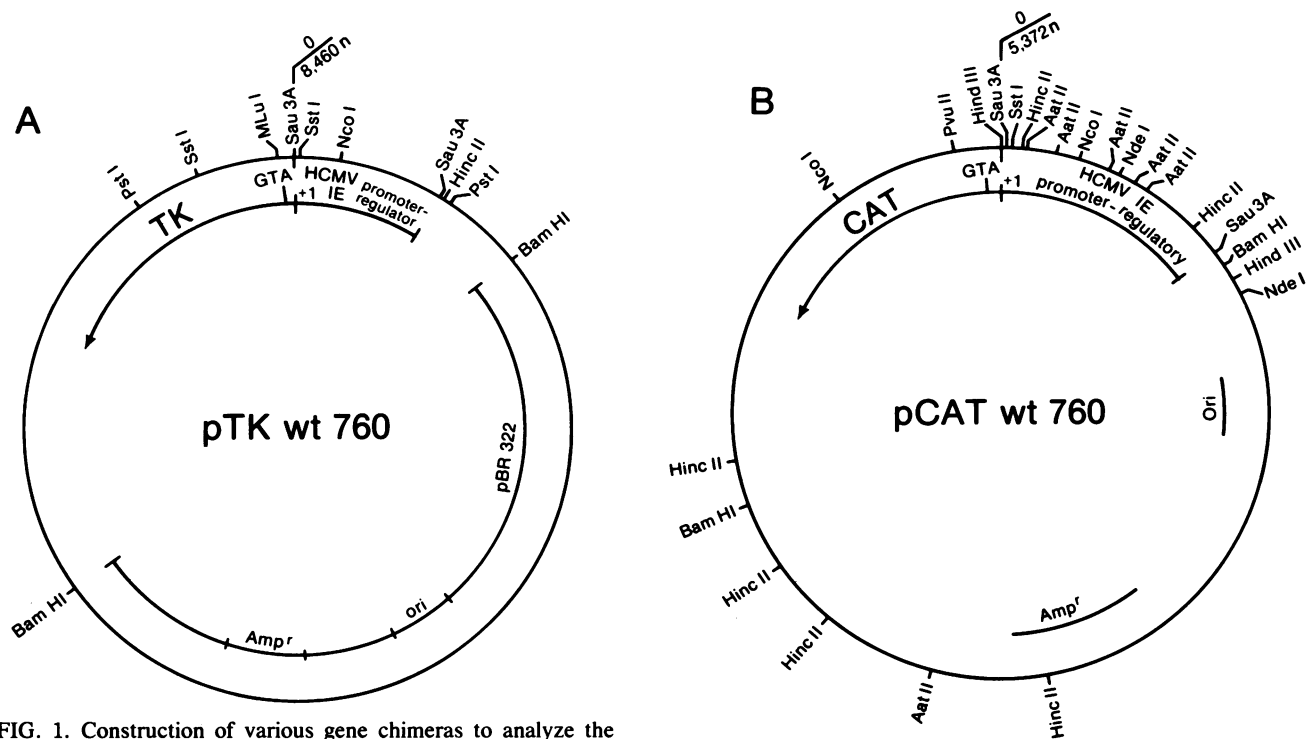 A
0
8,460 n
Pst I
Sst I
MLu I
Sau 3A
Sst I
Nco I
Sau 3A
Hinc II
Pst I
Bam HI
GTA
+1
HCMV
IE
promoter-
regulator
TK
pTK wt 760
pBR 322
ori
Amp r
Bam HI
B
0
5,372 n
Nco I
Pvu II
Hind III
Sau 3A
Sst I
Hinc II
Aat II
Aat II
Nco I
Aat II
Nde I
Aat II
Aat II
Hinc II
Sau 3A
Bam HI
Hind III
Nde I
GTA
+1
HCMV IE
promoter-regulatory
CAT
pCAT wt 760
Ori
Amp r
Hinc II
Bam HI
Hinc II
Hinc II
Aat II
Hinc II
FIG. 1. Construction of various gene chimeras to analyze the